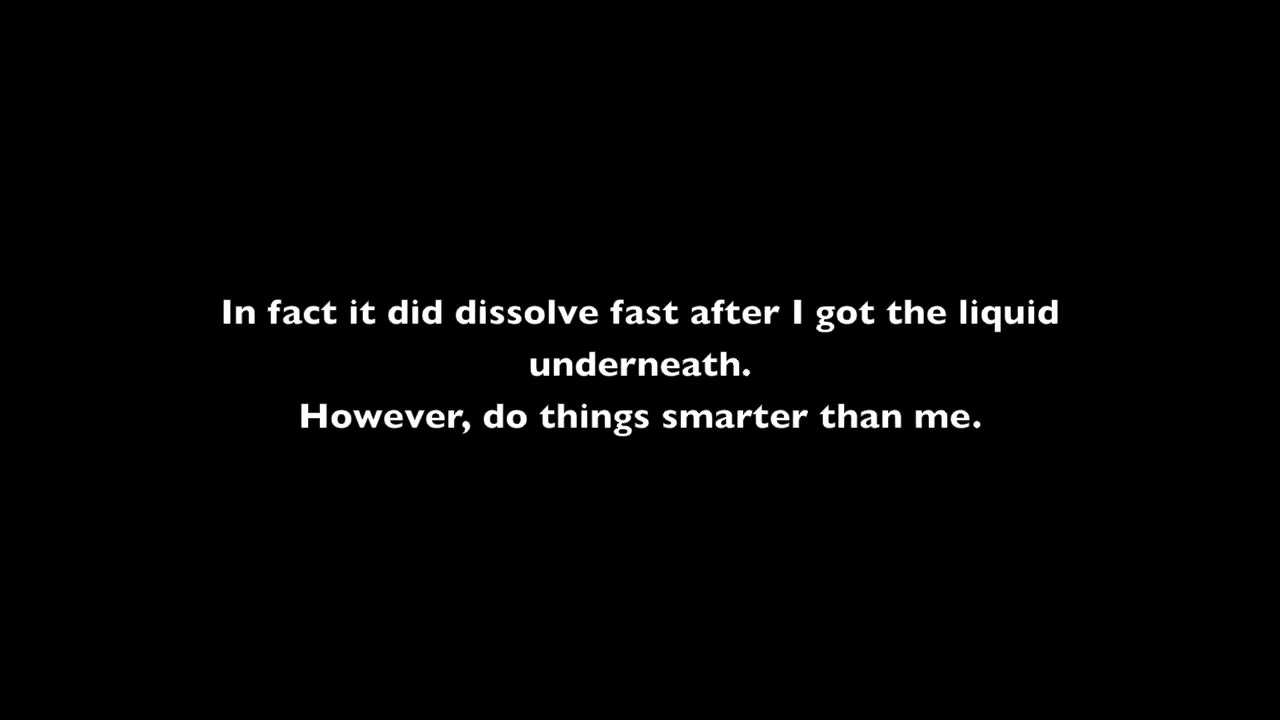 In fact it did dissolve fast after I got the liquid
underneath.
However, do things smarter than me.